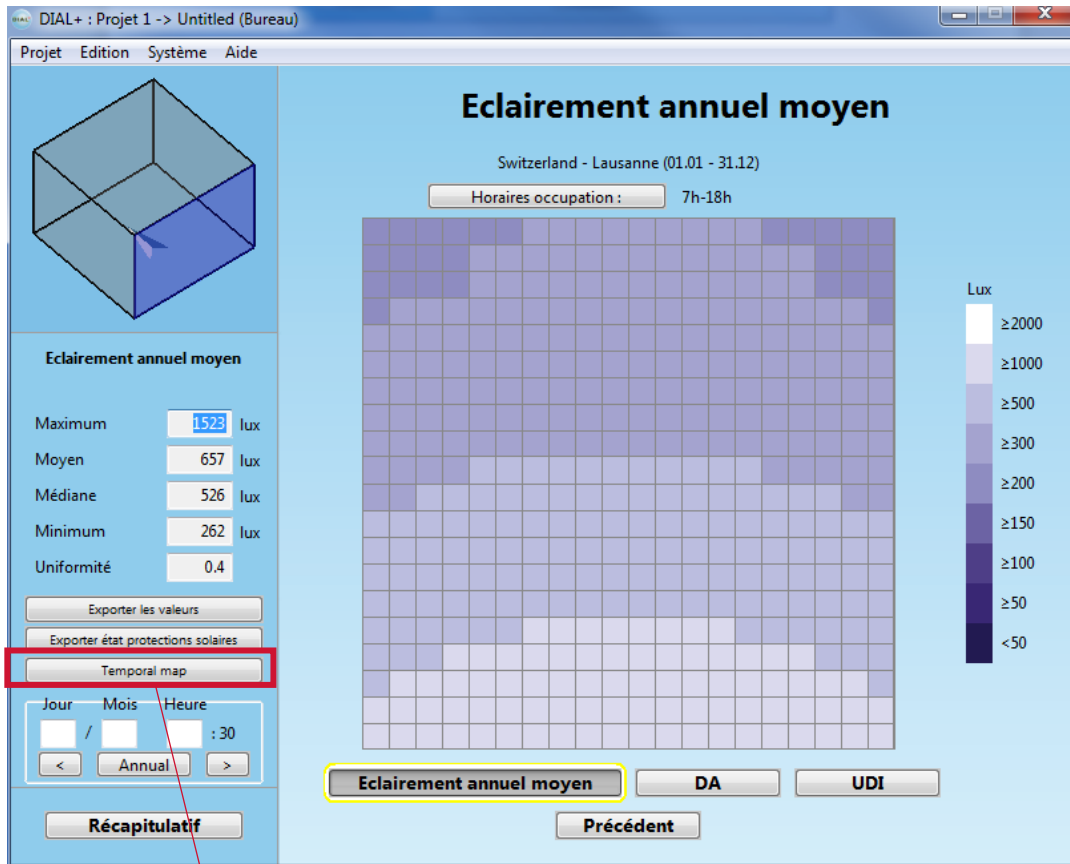 DIAL+ : Projet 1 -> Untitled (Bureau)
Projet Edition Système Aide
Eclairement annuel moyen
Switzerland - Lausanne (01.01 - 31.12)
Horaires occupation : 7h-18h
Lux
≥2000
≥1000
≥500
≥300
≥200
≥150
≥100
≥50
<50
Eclairement annuel moyen
Maximum 1523 lux
Moyen 657 lux
Médiane 526 lux
Minimum 262 lux
Uniformité 0.4
Exporter les valeurs
Exporter état protections solaires
Temporal map
Jour Mois Heure
/ : 30
< Annual >
Récapitulatif
Eclairement annuel moyen DA UDI
Précédent